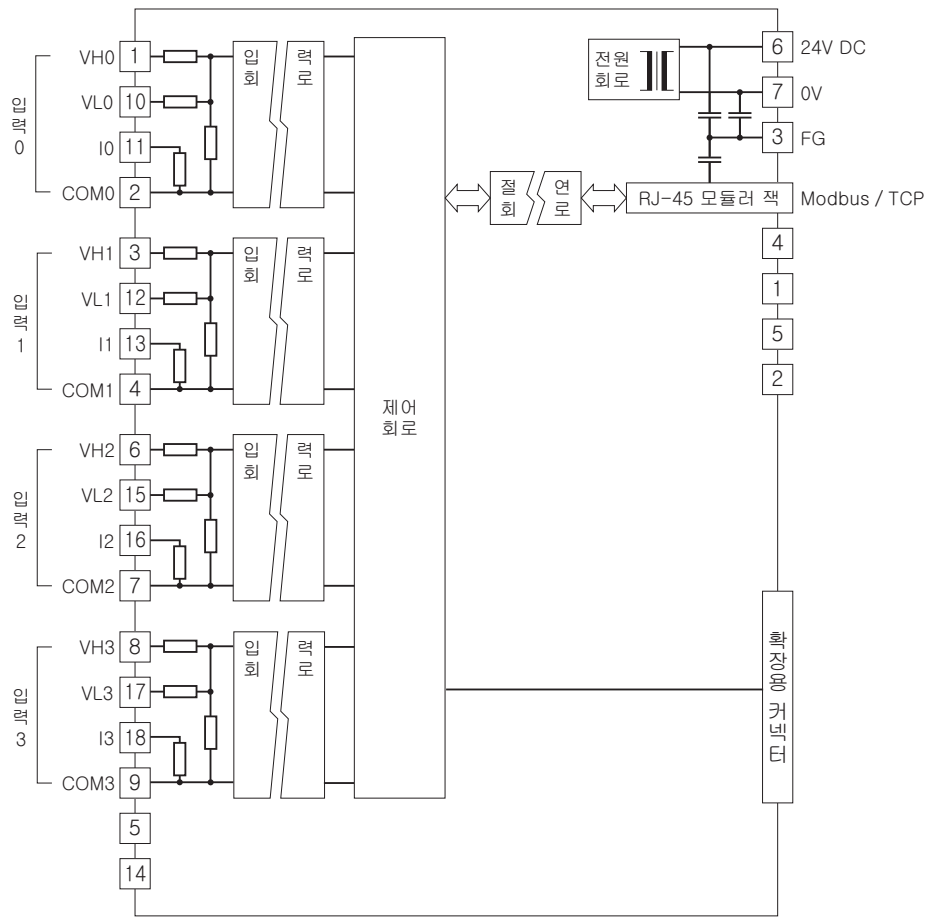 입력 0
VH0 1
VL0 10
I0 11
COM0 2
입력
회로
입력 1
VH1 3
VL1 12
I1 13
COM1 4
입력
회로
입력 2
VH2 6
VL2 15
I2 16
COM2 7
입력
회로
입력 3
VH3 8
VL3 17
I3 18
COM3 9
입력
회로
5
14
제어
회로
전원
회로
6 24V DC
7 0V
3 FG
절연
회로
RJ-45 모듈러 잭 Modbus / TCP
4
1
5
2
확장용 커넥터